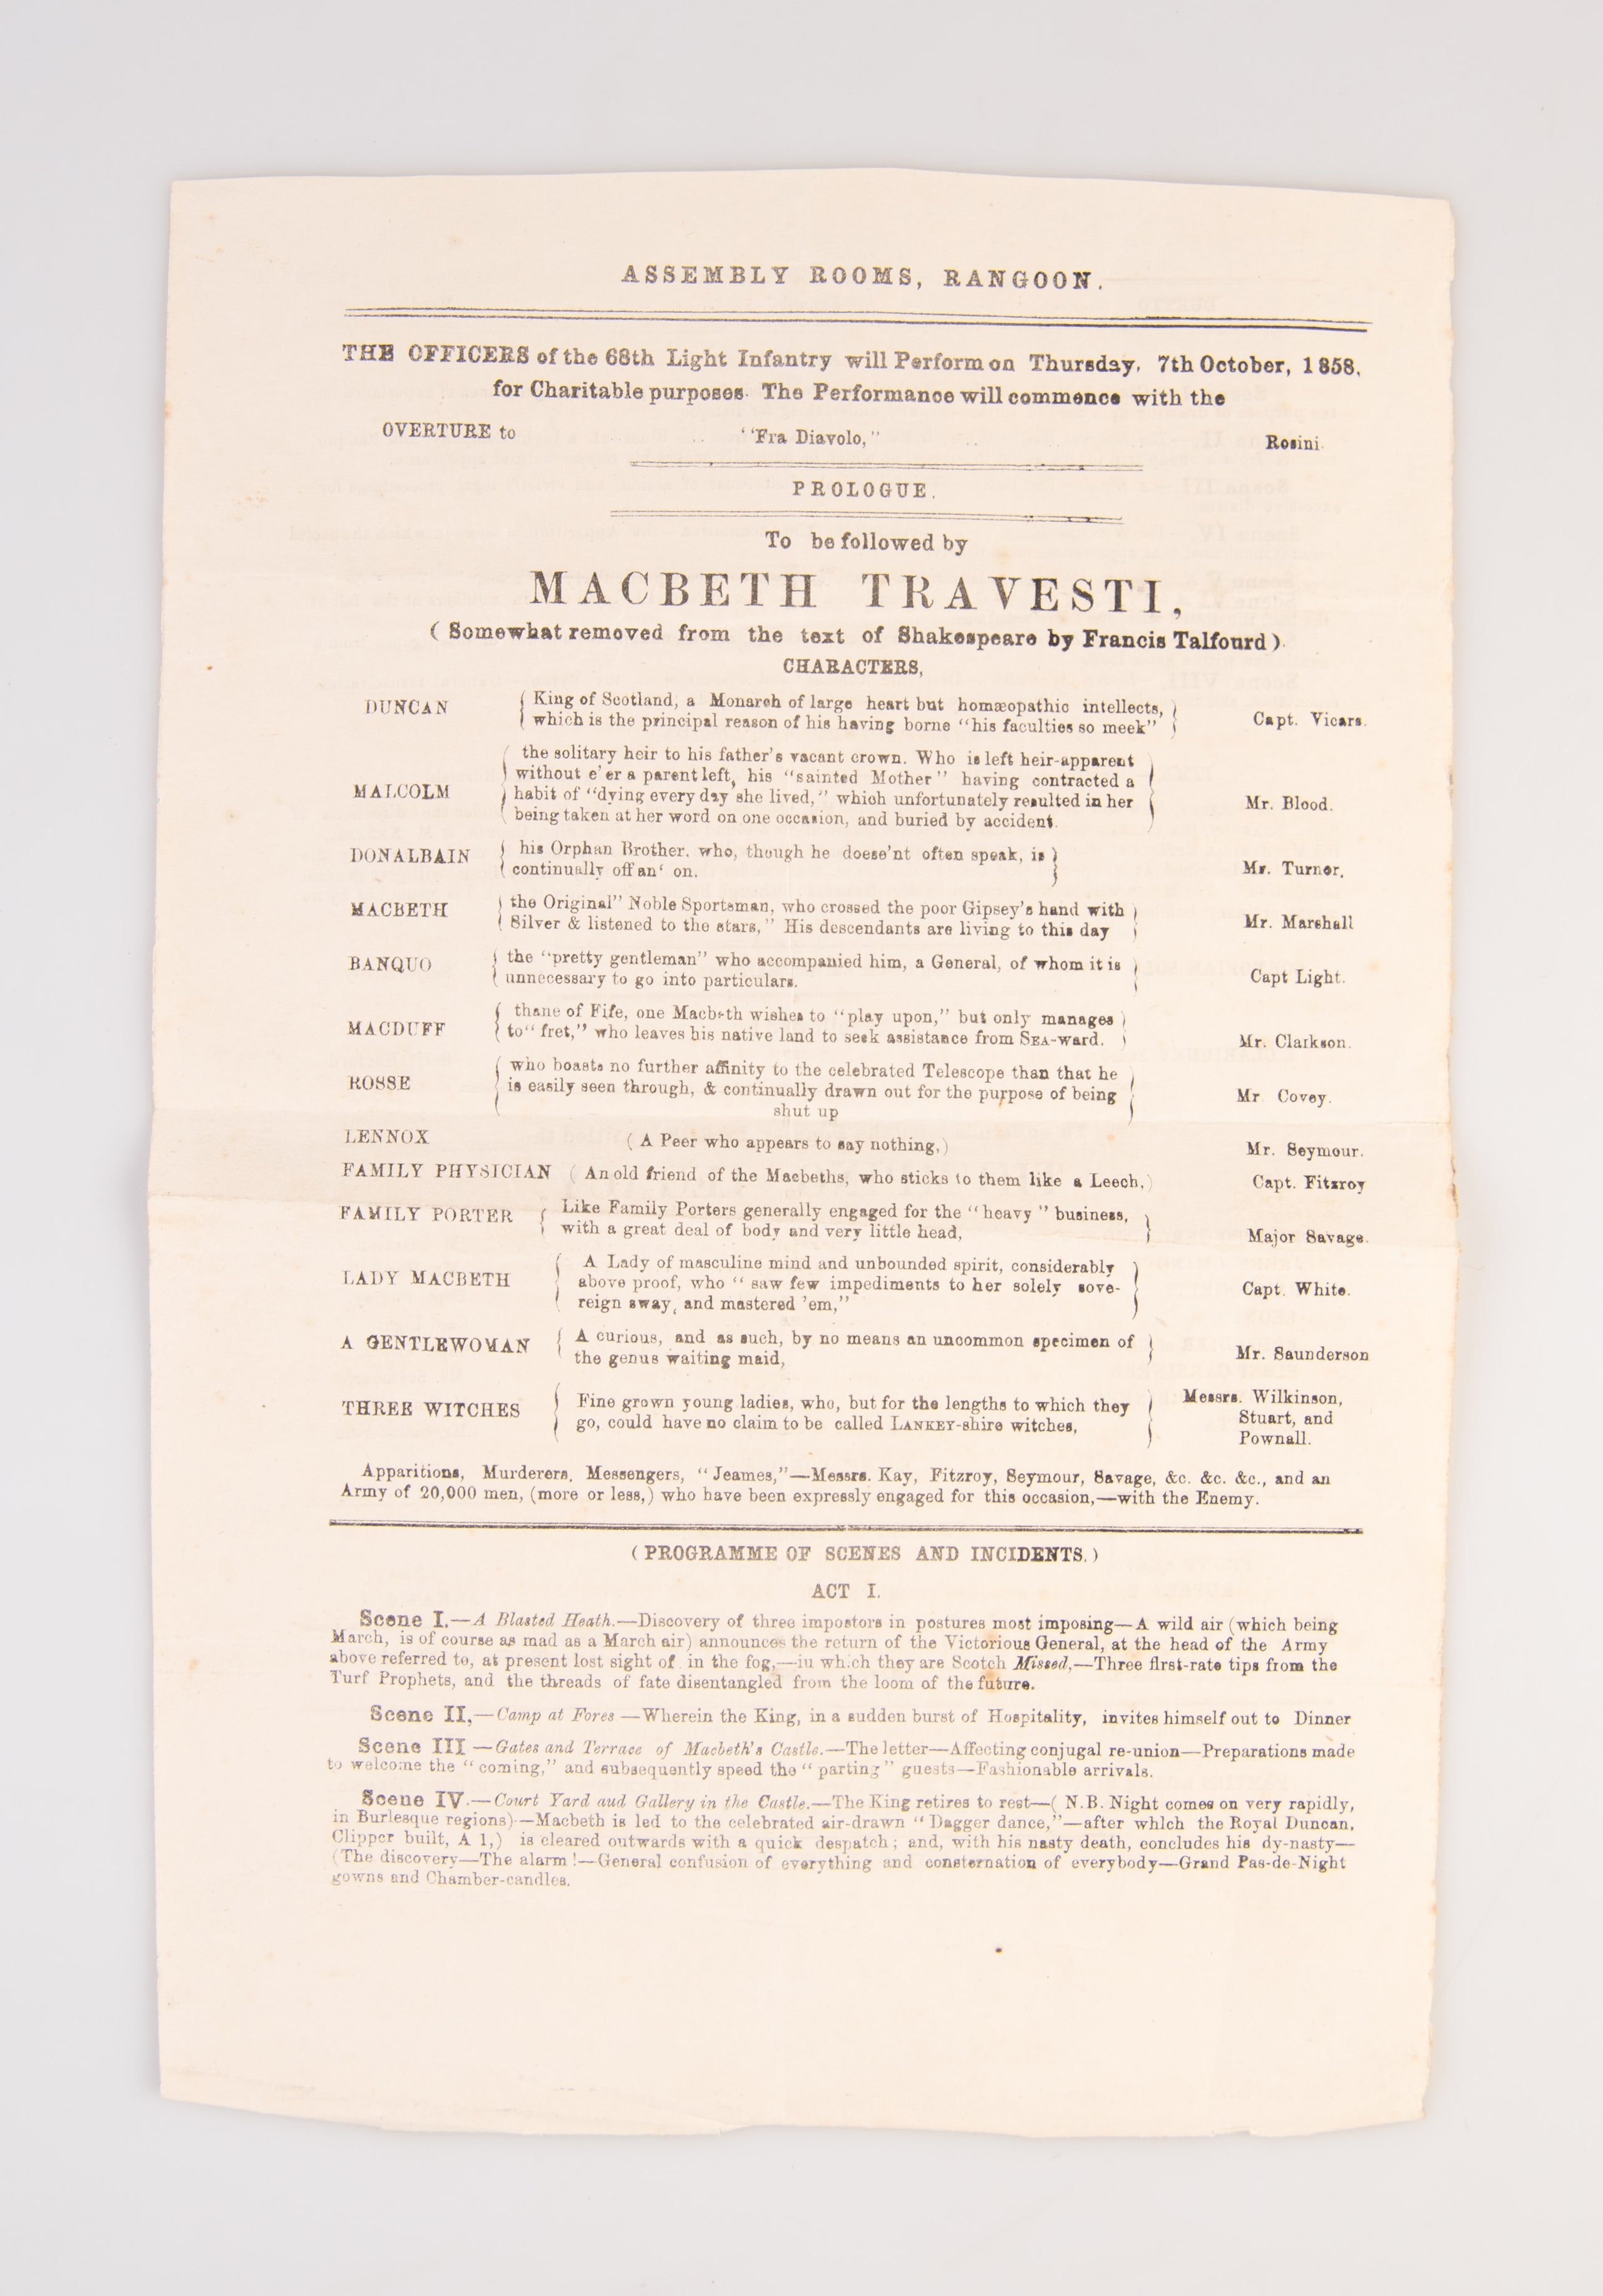 ASSEMBLY ROOMS, RANGOON.
THE OFFICERS of the 68th Light Infantry will Perform on Thursday, 7th October, 1858,
for Charitable purposes. The Performance will commence with the
OVERTURE to "Fra Diavolo," Rosini.
PROLOGUE.
To be followed by
MACBETH TRAVESTI,
(Somewhat removed from the text of Shakespeare by Francis Talfourd).
CHARACTERS,
DUNCAN { King of Scotland, a Monarch of large heart but homæopathic intellects, } Capt. Vicars.
{ which is the principal reason of his having borne "his faculties so meek" }
the solitary heir to his father's vacant crown. Who is left heir-apparent
without e'er a parent left, his "sainted Mother" having contracted a
MALCOLM { habit of "dying every day she lived," which unfortunately resulted in her } Mr. Blood.
being taken at her word on one occasion, and buried by accident.
DONALBAIN { his Orphan Brother. who, though he doese'nt often speak, is } Mr. Turner.
{ continually off an' on.
MACBETH { the Original" Noble Sportsman, who crossed the poor Gipsey's hand with } Mr. Marshall
{ Silver & listened to the stars," His descendants are living to this day }
BANQUO { the "pretty gentleman" who accompanied him, a General, of whom it is } Capt Light.
{ unnecessary to go into particulars.
MACDUFF { thane of Fife, one Macbeth wishes to "play upon," but only manages } Mr. Clarkson.
{ to "fret," who leaves his native land to seek assistance from SEA-ward. }
who boasts no further affinity to the celebrated Telescope than that he
ROSSE { is easily seen through, & continually drawn out for the purpose of being } Mr. Covey.
shut up
LENNOX (A Peer who appears to say nothing,) Mr. Seymour.
FAMILY PHYSICIAN (An old friend of the Macbeths, who sticks to them like a Leech,) Capt. Fitzroy
FAMILY PORTER { Like Family Porters generally engaged for the "heavy" business, } Major Savage.
{ with a great deal of body and very little head,
A Lady of masculine mind and unbounded spirit, considerably
LADY MACBETH { above proof, who "saw few impediments to her solely sove- } Capt. White.
reign sway, and mastered 'em,"
A GENTLEWOMAN { A curious, and as such, by no means an uncommon specimen of } Mr. Saunderson
{ the genus waiting maid,
THREE WITCHES { Fine grown young ladies, who, but for the lengths to which they } Messrs. Wilkinson,
{ go, could have no claim to be called LANKEY-shire witches, } Stuart, and
Pownall.
Apparitions, Murderers, Messengers, "Jeames,"—Messrs. Kay, Fitzroy, Seymour, Savage, &c. &c. &c., and an
Army of 20,000 men, (more or less,) who have been expressly engaged for this occasion,—with the Enemy.
(PROGRAMME OF SCENES AND INCIDENTS.)
ACT I.
Scene I.—A Blasted Heath.—Discovery of three impostors in postures most imposing—A wild air (which being
March, is of course as mad as a March air) announces the return of the Victorious General, at the head of the Army
above referred to, at present lost sight of in the fog,—iu which they are Scotch Missed,—Three first-rate tips from the
Turf Prophets, and the threads of fate disentangled from the loom of the future.
Scene II,—Camp at Fores —Wherein the King, in a sudden burst of Hospitality, invites himself out to Dinner
Scene III —Gates and Terrace of Macbeth's Castle.—The letter—Affecting conjugal re-union—Preparations made
to welcome the "coming," and subsequently speed the "parting" guests—Fashionable arrivals.
Scene IV.—Court Yard aud Gallery in the Castle.—The King retires to rest—( N.B. Night comes on very rapidly,
in Burlesque regions)—Macbeth is led to the celebrated air-drawn "Dagger dance,"—after whlch the Royal Duncan,
Clipper built, A 1,) is cleared outwards with a quick despatch; and, with his nasty death, concludes his dy-nasty—
(The discovery—The alarm!—General confusion of everything and consternation of everybody—Grand Pas-de-Night
gowns and Chamber-candles.